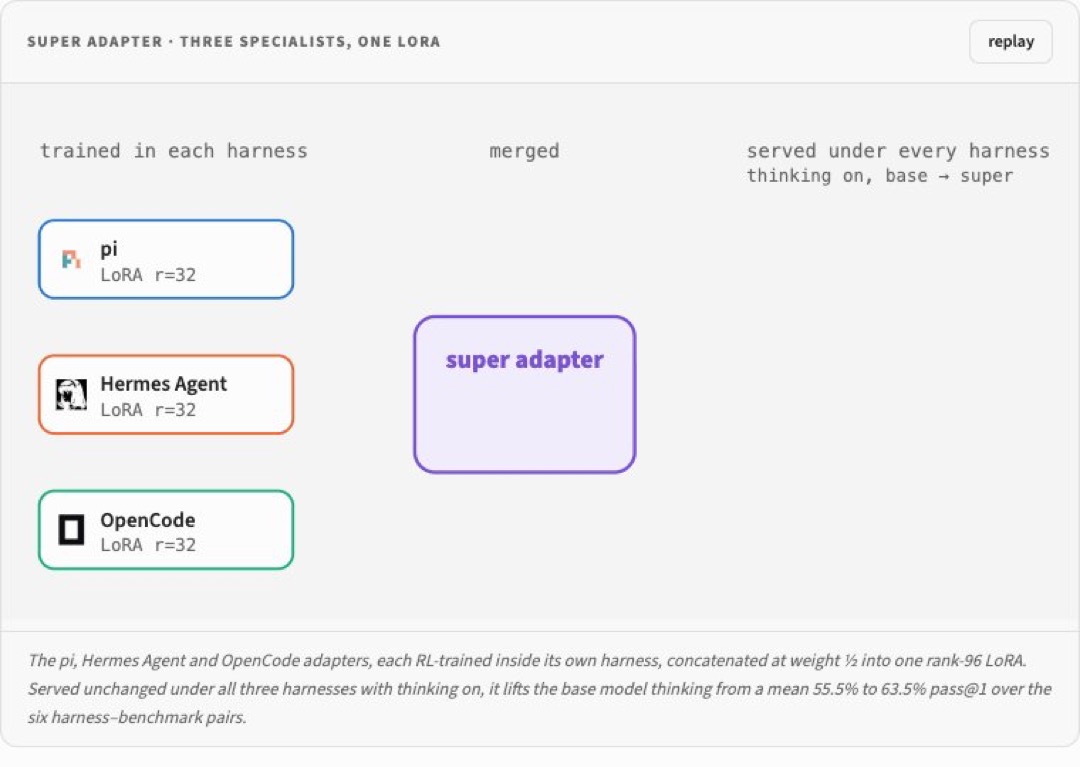 SUPER ADAPTER · THREE SPECIALISTS, ONE LORA
replay
trained in each harness
merged
served under every harness
thinking on, base → super
pi
LoRA r=32
super adapter
Hermes Agent
LoRA r=32
OpenCode
LoRA r=32
The pi, Hermes Agent and OpenCode adapters, each RL-trained inside its own harness, concatenated at weight ½ into one rank-96 LoRA.
Served unchanged under all three harnesses with thinking on, it lifts the base model thinking from a mean 55.5% to 63.5% pass@1 over the
six harness–benchmark pairs.